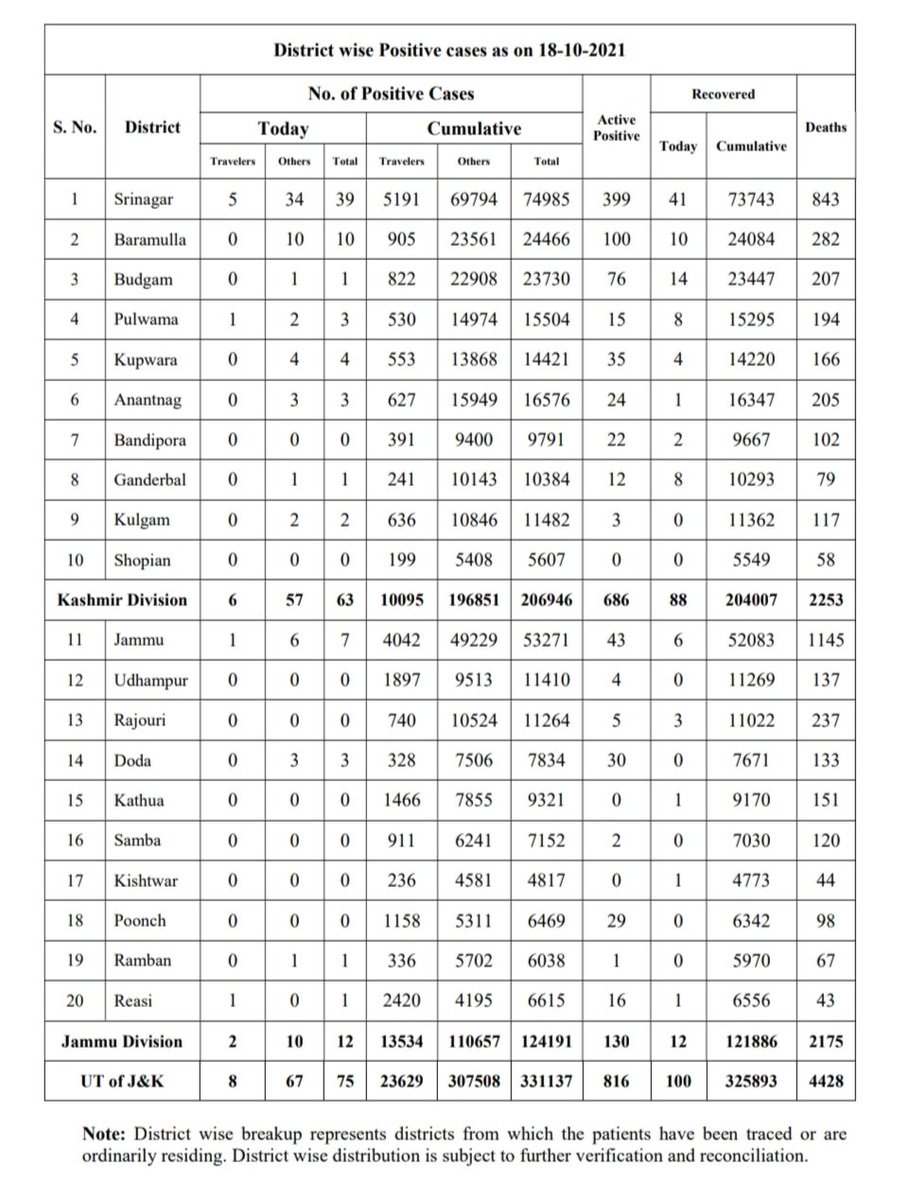 District wise Positive cases as on 18-10-2021
S. No. District No. of Positive Cases Active Positive Recovered Deaths
Today Cumulative Today Cumulative
Travelers Others Total Travelers Others Total
1 Srinagar 5 34 39 5191 69794 74985 399 41 73743 843
2 Baramulla 0 10 10 905 23561 24466 100 10 24084 282
3 Budgam 0 1 1 822 22908 23730 76 14 23447 207
4 Pulwama 1 2 3 530 14974 15504 15 8 15295 194
5 Kupwara 0 4 4 553 13868 14421 35 4 14220 166
6 Anantnag 0 3 3 627 15949 16576 24 1 16347 205
7 Bandipora 0 0 0 391 9400 9791 22 2 9667 102
8 Ganderbal 0 1 1 241 10143 10384 12 8 10293 79
9 Kulgam 0 2 2 636 10846 11482 3 0 11362 117
10 Shopian 0 0 0 199 5408 5607 0 0 5549 58
Kashmir Division 6 57 63 10095 196851 206946 686 88 204007 2253
11 Jammu 1 6 7 4042 49229 53271 43 6 52083 1145
12 Udhampur 0 0 0 1897 9513 11410 4 0 11269 137
13 Rajouri 0 0 0 740 10524 11264 5 3 11022 237
14 Doda 0 3 3 328 7506 7834 30 0 7671 133
15 Kathua 0 0 0 1466 7855 9321 0 1 9170 151
16 Samba 0 0 0 911 6241 7152 2 0 7030 120
17 Kishtwar 0 0 0 236 4581 4817 0 1 4773 44
18 Poonch 0 0 0 1158 5311 6469 29 0 6342 98
19 Ramban 0 1 1 336 5702 6038 1 0 5970 67
20 Reasi 1 0 1 2420 4195 6615 16 1 6556 43
Jammu Division 2 10 12 13534 110657 124191 130 12 121886 2175
UT of J&K 8 67 75 23629 307508 331137 816 100 325893 4428
Note: District wise breakup represents districts from which the patients have been traced or are
ordinarily residing. District wise distribution is subject to further verification and reconciliation.